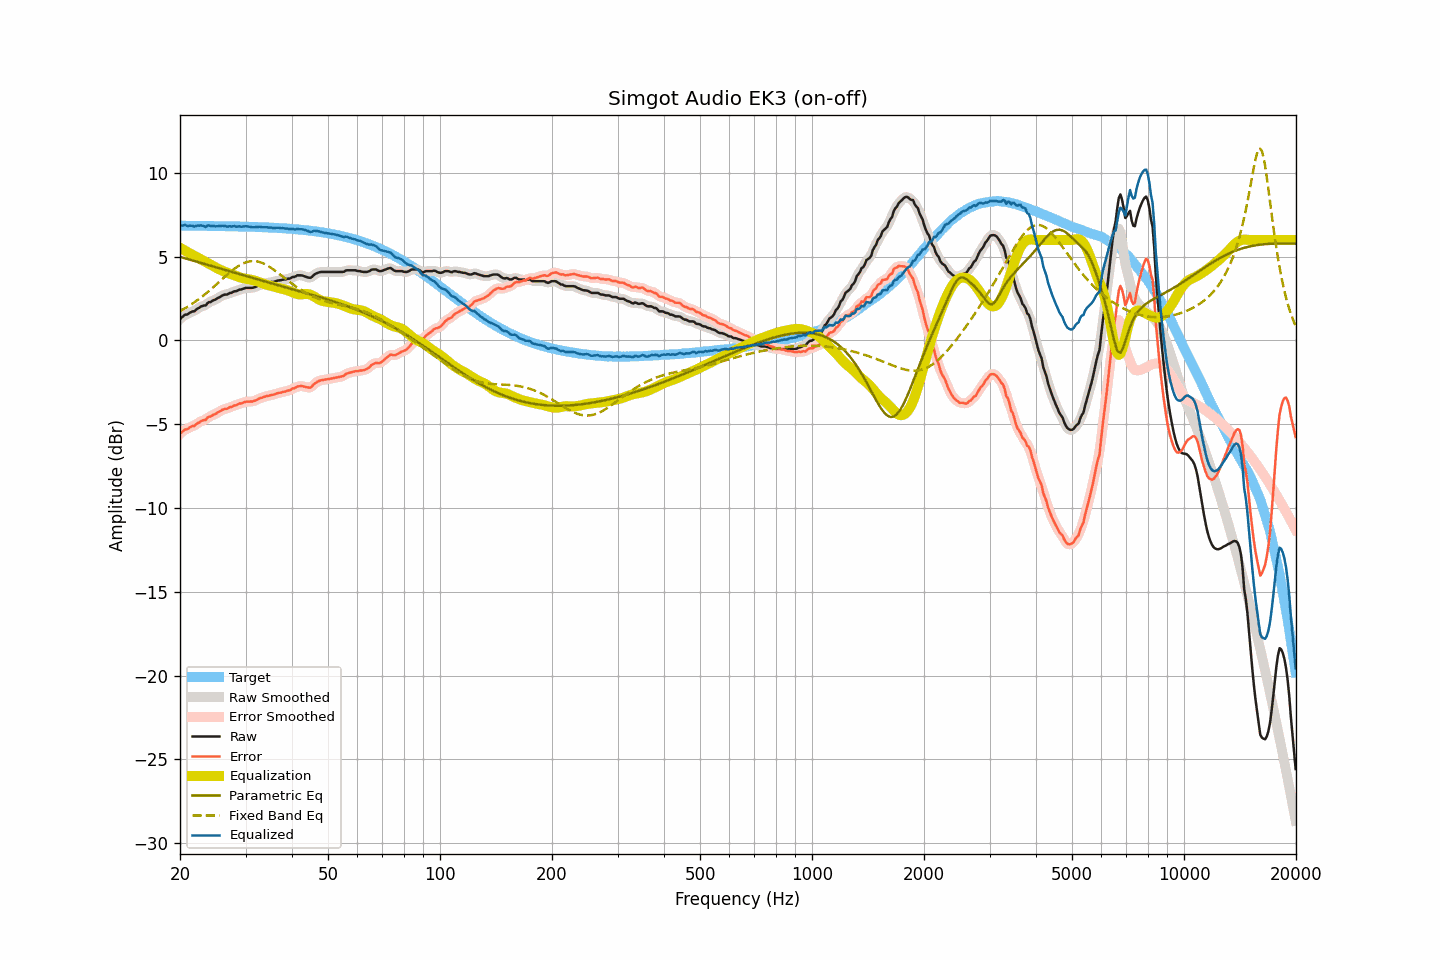 Simgot Audio EK3 (on-off)
Amplitude (dBr)
10
5
0
−5
−10
−15
−20
−25
−30
Target
Raw Smoothed
Error Smoothed
Raw
Error
Equalization
Parametric Eq
Fixed Band Eq
Equalized
20 50 100 200 500 1000 2000 5000 10000 20000
Frequency (Hz)